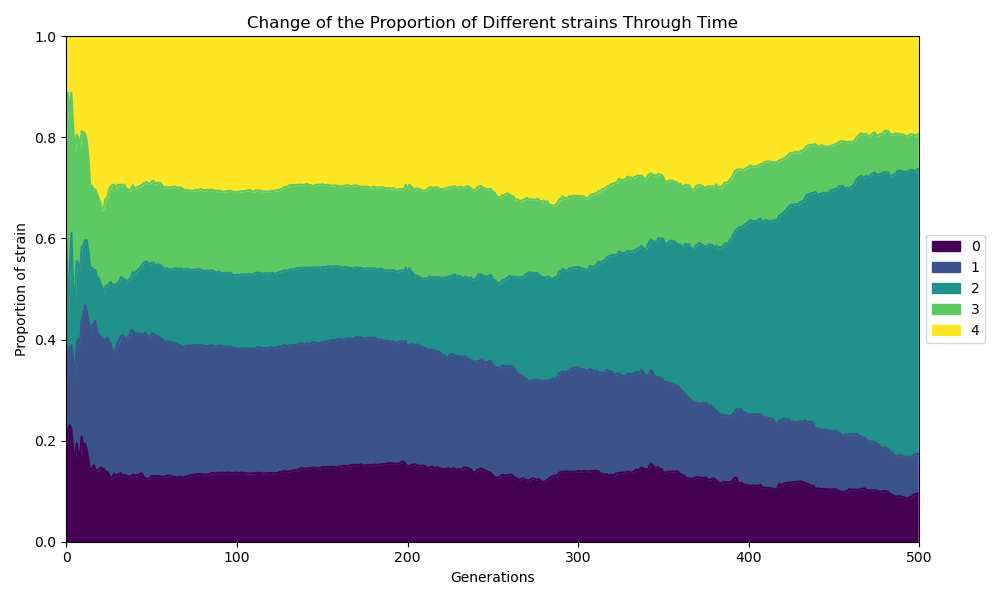 Change of the Proportion of Different strains Through Time
Proportion of strain
1.0
0.8
0.6
0.4
0.2
0.0
0 100 200 300 400 500
Generations
0
1
2
3
4